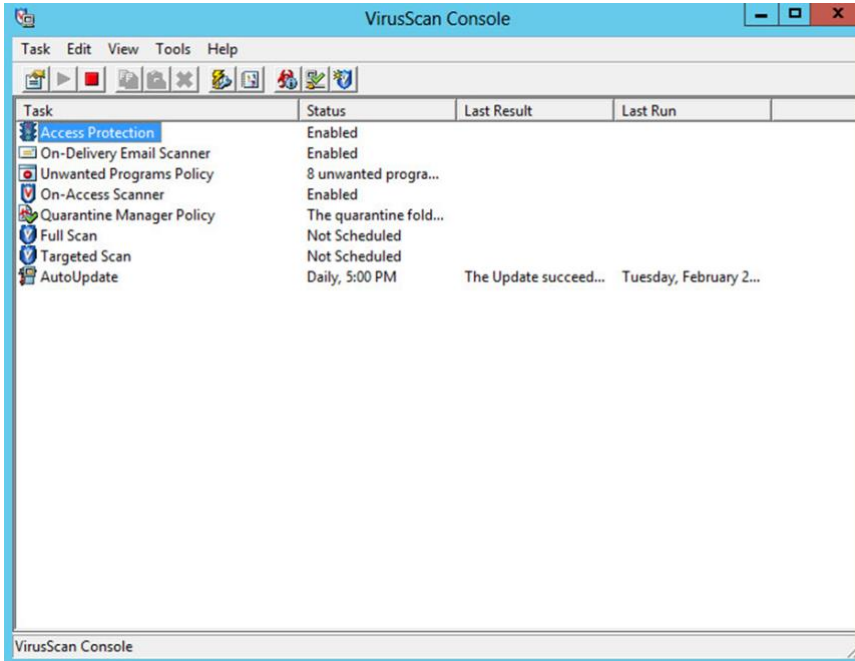 VirusScan Console
Task Edit View Tools Help
Task Status Last Result Last Run
Access Protection Enabled
On-Delivery Email Scanner Enabled
Unwanted Programs Policy 8 unwanted progra...
On-Access Scanner Enabled
Quarantine Manager Policy The quarantine fold...
Full Scan Not Scheduled
Targeted Scan Not Scheduled
AutoUpdate Daily, 5:00 PM The Update succeed... Tuesday, February 2...
VirusScan Console